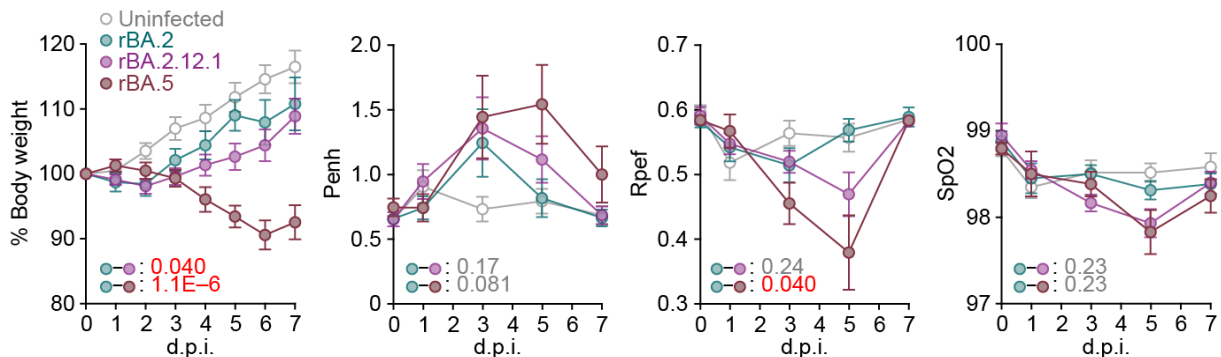 Uninfected
rBA.2
rBA.2.12.1
rBA.5
% Body weight
120
110
100
90
80
: 0.040
: 1.1E–6
0 1 2 3 4 5 6 7
d.p.i.
Penh
2.0
1.5
1.0
0.5
0
: 0.17
: 0.081
0 1 2 3 4 5 6 7
d.p.i.
Rpef
0.7
0.6
0.5
0.4
0.3
: 0.24
: 0.040
0 1 2 3 4 5 6 7
d.p.i.
SpO2
100
99
98
97
: 0.23
: 0.23
0 1 2 3 4 5 6 7
d.p.i.